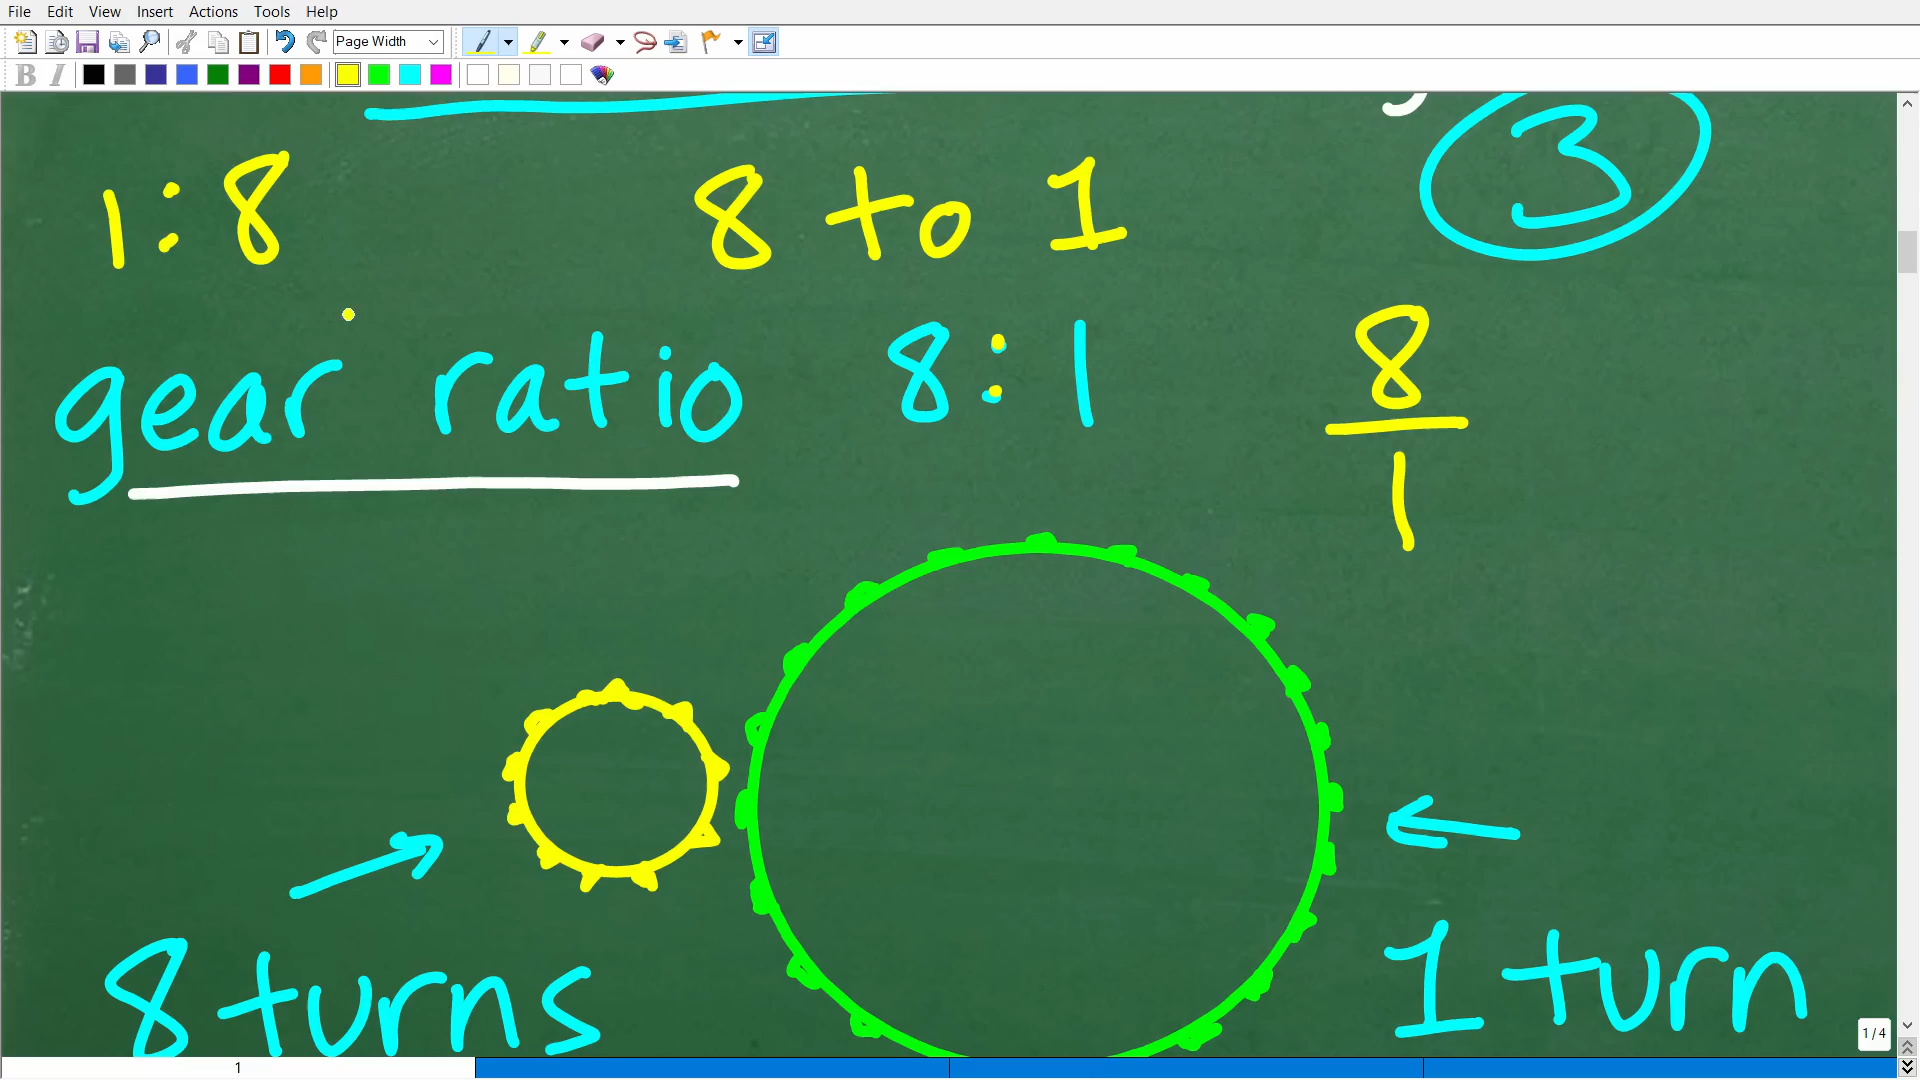 File Edit View Insert Actions Tools Help
Page Width
B I
3
1:8 8 to 1
gear ratio 8:1 8
1
8 turns 1 turn
1/4
1